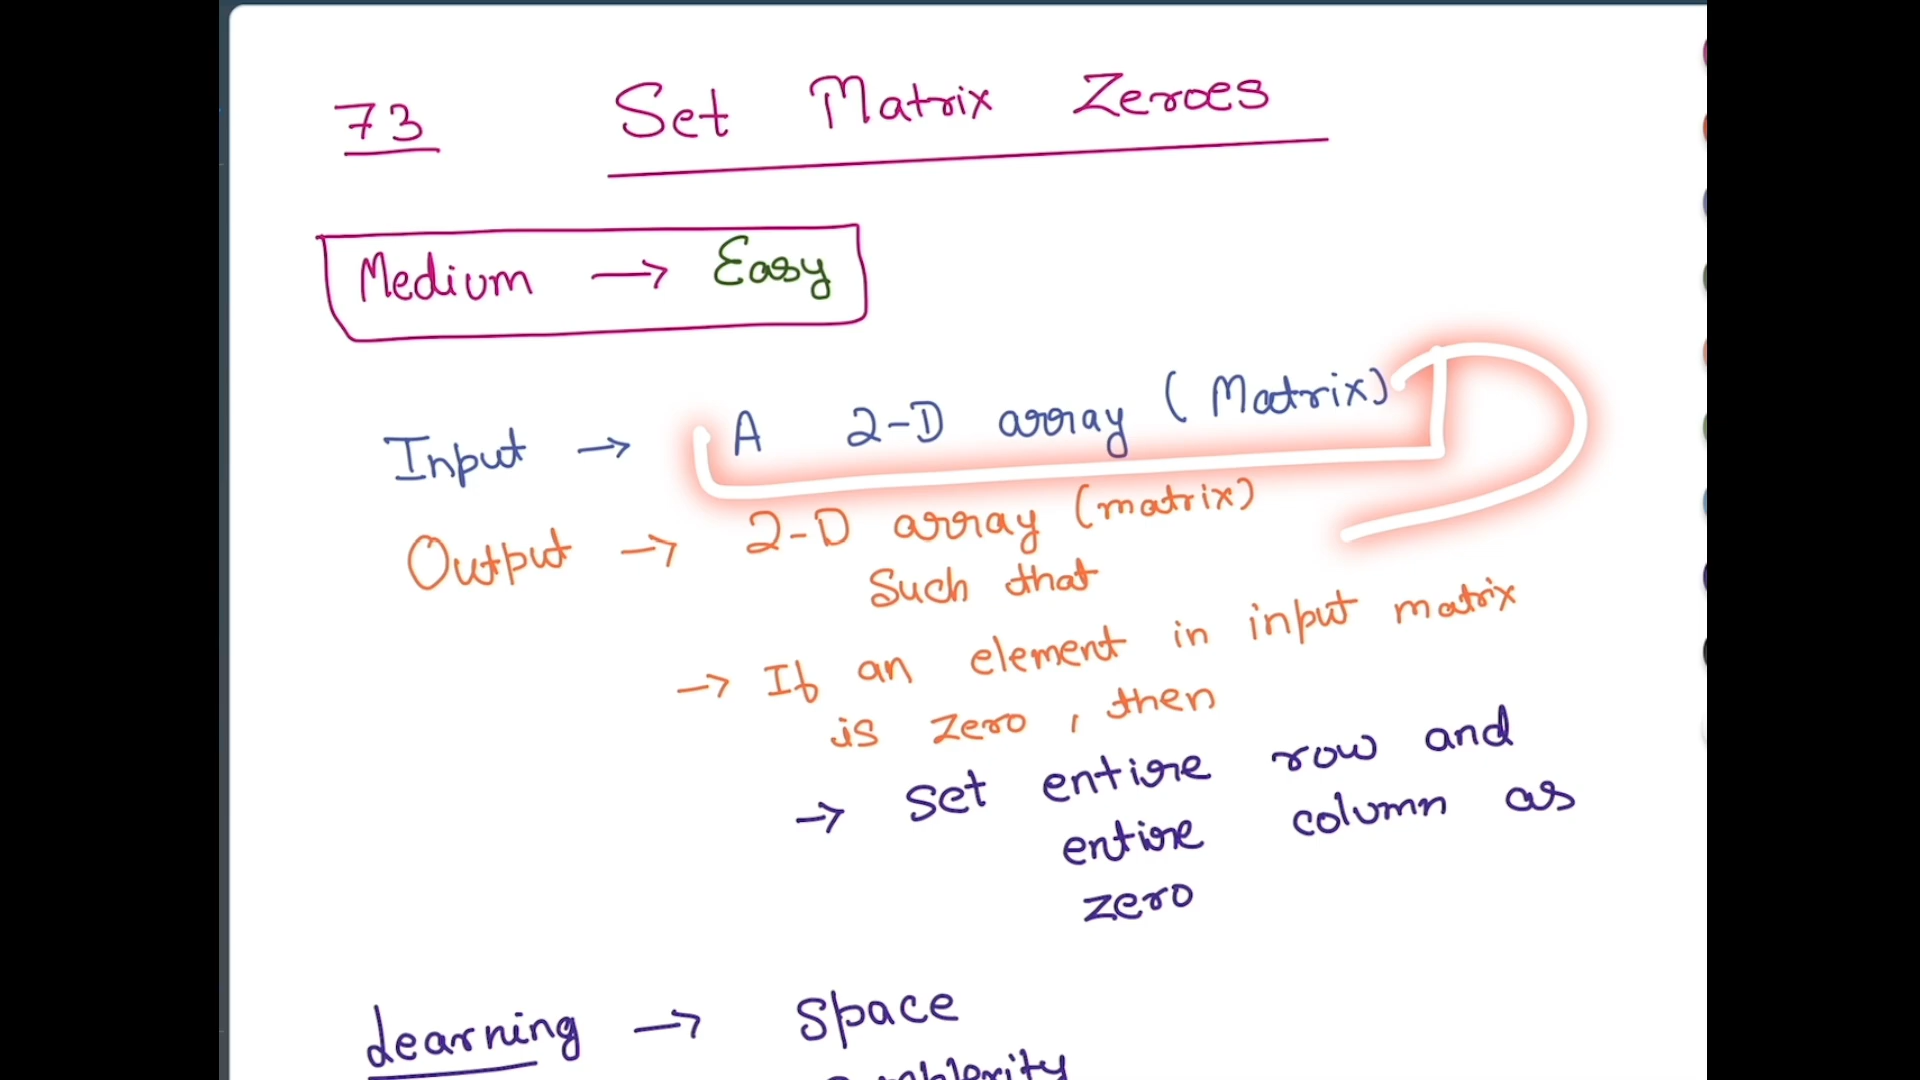 73 Set Matrix Zeroes
Medium → Easy
Input → A 2-D array (Matrix)
Output → 2-D array (matrix)
Such that
→ If an element in input matrix
is zero, then
→ Set entire row and
entire column as
zero
Learning → Space
Complexity